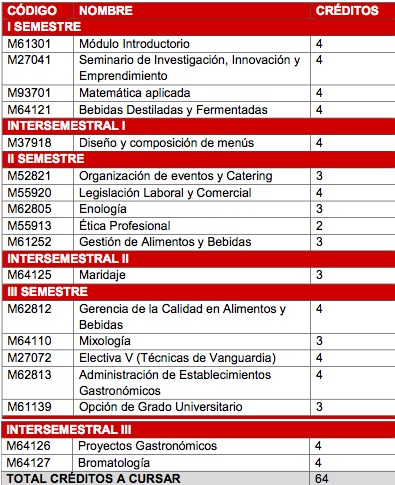 CÓDIGO NOMBRE CRÉDITOS
I SEMESTRE
M61301 Módulo Introductorio 4
M27041 Seminario de Investigación, Innovación y 4
Emprendimiento
M93701 Matemática aplicada 4
M64121 Bebidas Destiladas y Fermentadas 4
INTERSEMESTRAL I
M37918 Diseño y composición de menús 4
II SEMESTRE
M52821 Organización de eventos y Catering 3
M55920 Legislación Laboral y Comercial 4
M62805 Enología 3
M55913 Ética Profesional 2
M61252 Gestión de Alimentos y Bebidas 3
INTERSEMESTRAL II
M64125 Maridaje 3
III SEMESTRE
M62812 Gerencia de la Calidad en Alimentos y 4
Bebidas
M64110 Mixología 3
M27072 Electiva V (Técnicas de Vanguardia) 4
M62813 Administración de Establecimientos 4
Gastronómicos
M61139 Opción de Grado Universitario 3
INTERSEMESTRAL III
M64126 Proyectos Gastronómicos 4
M64127 Bromatología 4
TOTAL CRÉDITOS A CURSAR 64